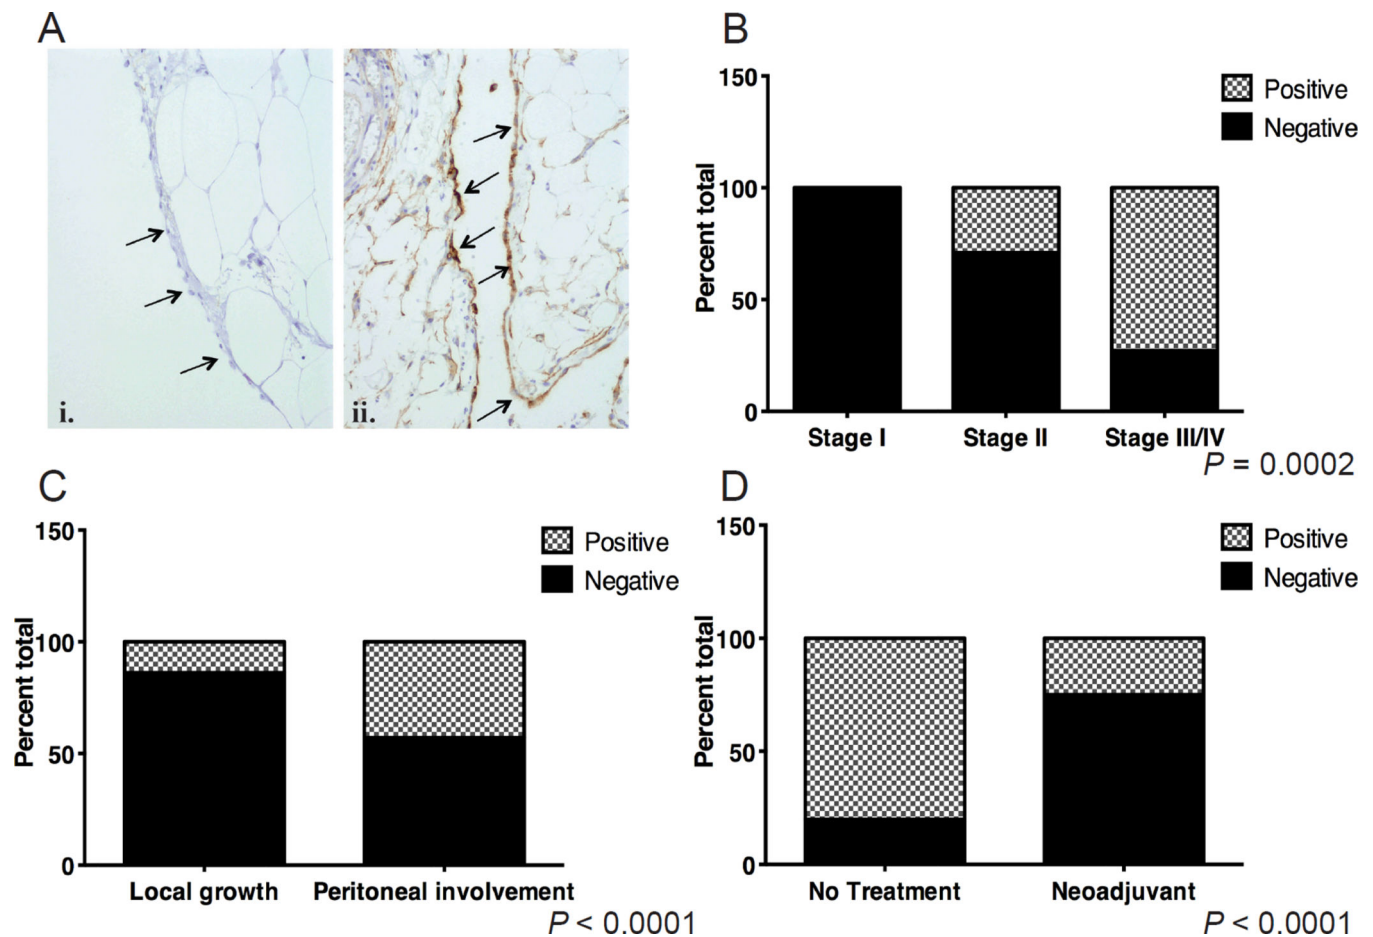 A
i.
ii.
B
150
100
50
0
Percent total
Positive
Negative
Stage I
Stage II
Stage III/IV
P = 0.0002
C
150
100
50
0
Percent total
Positive
Negative
Local growth
Peritoneal involvement
P < 0.0001
D
150
100
50
0
Percent total
Positive
Negative
No Treatment
Neoadjuvant
P < 0.0001